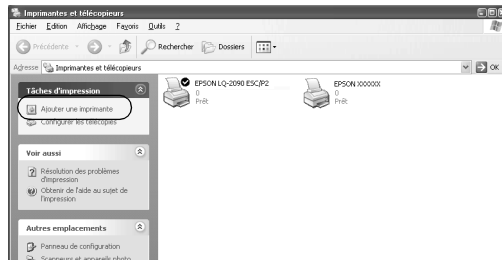 Imprimantes et télécopieurs
Fichier Edition Affichage Favoris Outils ?
Précédente Rechercher Dossiers
Adresse Imprimantes et télécopieurs OK
Tâches d'impression
Ajouter une imprimante
Configurer les télécopies
EPSON LQ-2090 ESC/P2
0
Prêt
EPSON XXXXXX
0
Prêt
Voir aussi
Résolution des problèmes
d'impression
Obtenir de l'aide au sujet de
l'impression
Autres emplacements
Panneau de configuration
Scanneurs et appareils photo